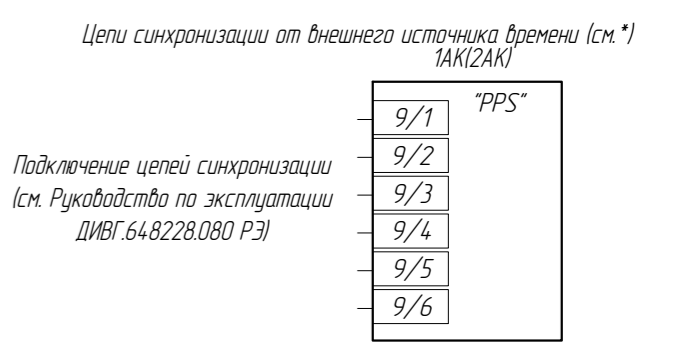 Цепи синхронизации от внешнего источника времени (см.*)
1АК(2АК)
"PPS"
9/1
9/2
9/3
9/4
9/5
9/6
Подключение цепей синхронизации
(см. Руководство по эксплуатации
ДИВГ.648228.080 РЭ)